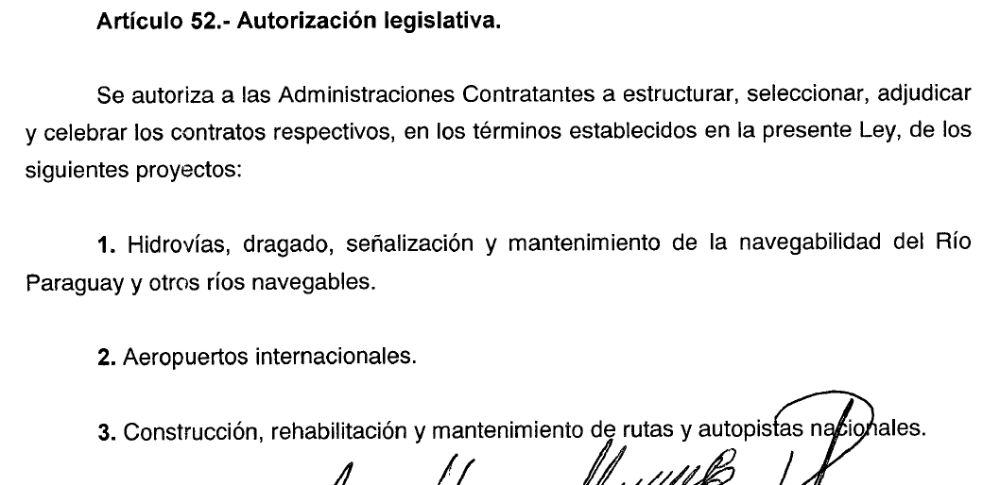 Artículo 52.- Autorización legislativa.
Se autoriza a las Administraciones Contratantes a estructurar, seleccionar, adjudicar
y celebrar los contratos respectivos, en los términos establecidos en la presente Ley, de los
siguientes proyectos:
1. Hidrovías, dragado, señalización y mantenimiento de la navegabilidad del Río
Paraguay y otros ríos navegables.
2. Aeropuertos internacionales.
3. Construcción, rehabilitación y mantenimiento de rutas y autopistas nacionales.